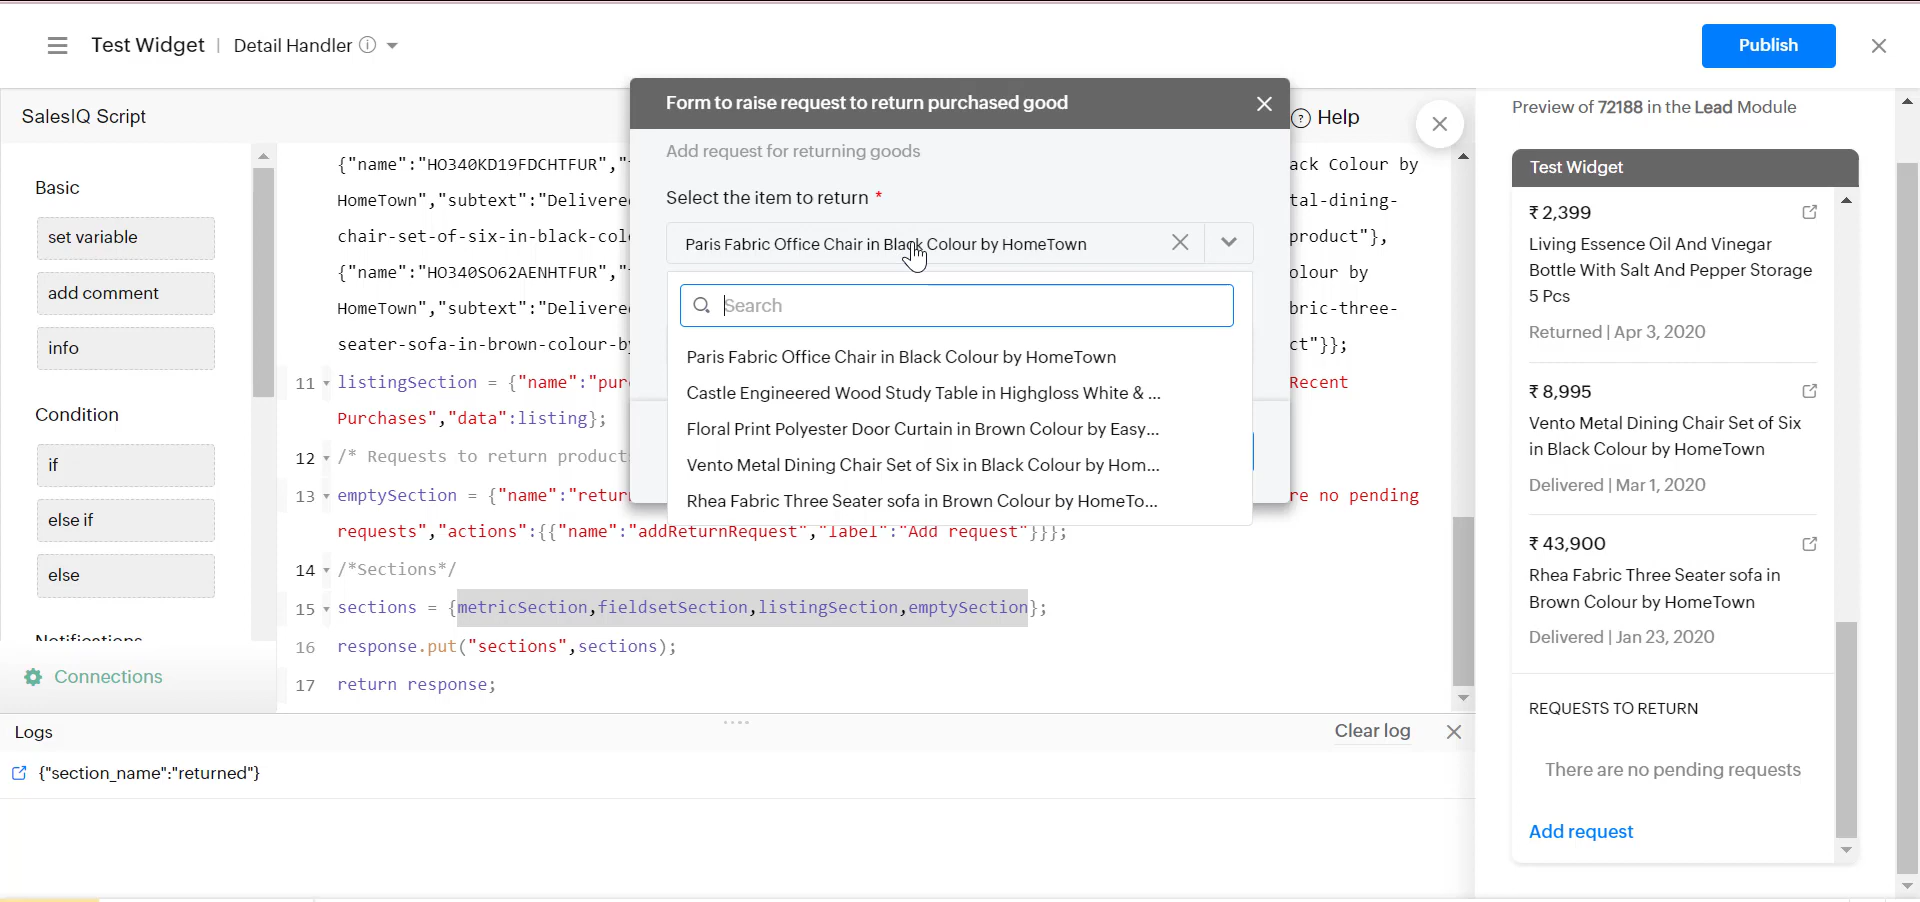 Test Widget | Detail Handler
Publish
SalesIQ Script
Help
Basic
set variable
add comment
info
Condition
if
else if
else
Connections
{"name":"HO340KD19FDCHTFUR","
ack Colour by
HomeTown","subtext":"Delivere
tal-dining-
chair-set-of-six-in-black-col
product"},
{"name":"HO340SO62AENHTFUR","
olour by
HomeTown","subtext":"Delivere
bric-three-
seater-sofa-in-brown-colour-b
ct"}};
11 listingSection = {"name":"pur
Recent
Purchases","data":listing};
12 /* Requests to return product
13 emptySection = {"name":"retur
re no pending
requests","actions":{{"name":"addReturnRequest","label":"Add request"}}};
14 /*Sections*/
15 sections = {metricSection,fieldsetSection,listingSection,emptySection};
16 response.put("sections",sections);
17 return response;
Form to raise request to return purchased good
Add request for returning goods
Select the item to return *
Paris Fabric Office Chair in Black Colour by HomeTown
Search
Paris Fabric Office Chair in Black Colour by HomeTown
Castle Engineered Wood Study Table in Highgloss White & ...
Floral Print Polyester Door Curtain in Brown Colour by Easy...
Vento Metal Dining Chair Set of Six in Black Colour by Hom...
Rhea Fabric Three Seater sofa in Brown Colour by HomeTo...
Logs
Clear log
{"section_name":"returned"}
Preview of 72188 in the Lead Module
Test Widget
₹ 2,399
Living Essence Oil And Vinegar
Bottle With Salt And Pepper Storage
5 Pcs
Returned | Apr 3, 2020
₹ 8,995
Vento Metal Dining Chair Set of Six
in Black Colour by HomeTown
Delivered | Mar 1, 2020
₹ 43,900
Rhea Fabric Three Seater sofa in
Brown Colour by HomeTown
Delivered | Jan 23, 2020
REQUESTS TO RETURN
There are no pending requests
Add request